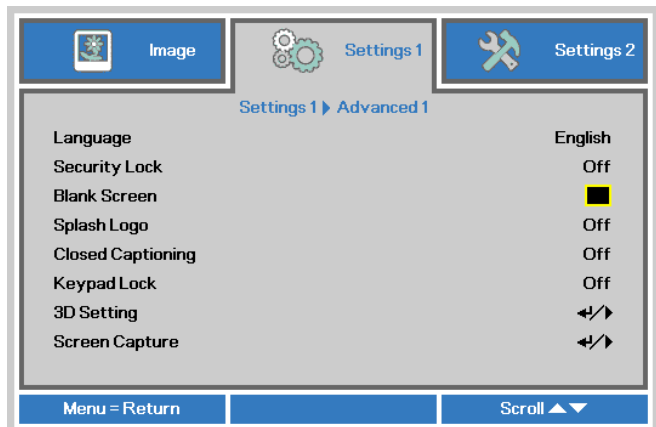 Image
Settings 1
Settings 2
Settings 1 Advanced 1
Language English
Security Lock Off
Blank Screen
Splash Logo Off
Closed Captioning Off
Keypad Lock Off
3D Setting
Screen Capture
Menu = Return
Scroll